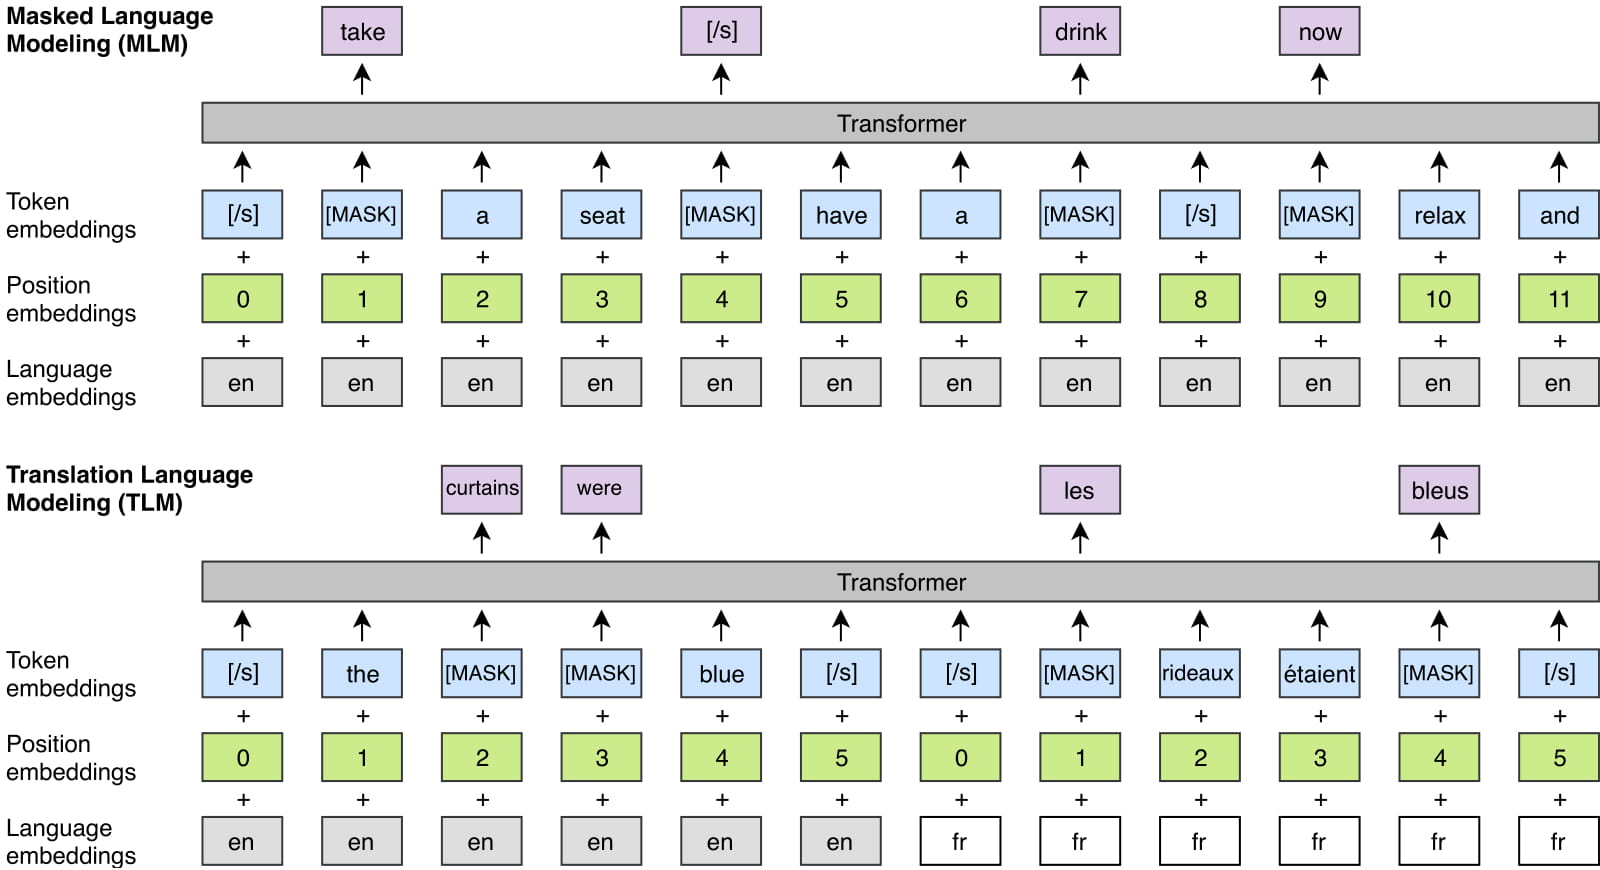 Masked Language
Modeling (MLM)
take [/s] drink now
Transformer
Token
embeddings
[/s] [MASK] a seat [MASK] have a [MASK] [/s] [MASK] relax and
+ + + + + + + + + + + +
Position
embeddings
0 1 2 3 4 5 6 7 8 9 10 11
+ + + + + + + + + + + +
Language
embeddings
en en en en en en en en en en en en
Translation Language
Modeling (TLM)
curtains were les bleus
Transformer
Token
embeddings
[/s] the [MASK] [MASK] blue [/s] [/s] [MASK] rideaux étaient [MASK] [/s]
+ + + + + + + + + + + +
Position
embeddings
0 1 2 3 4 5 0 1 2 3 4 5
+ + + + + + + + + + + +
Language
embeddings
en en en en en en fr fr fr fr fr fr